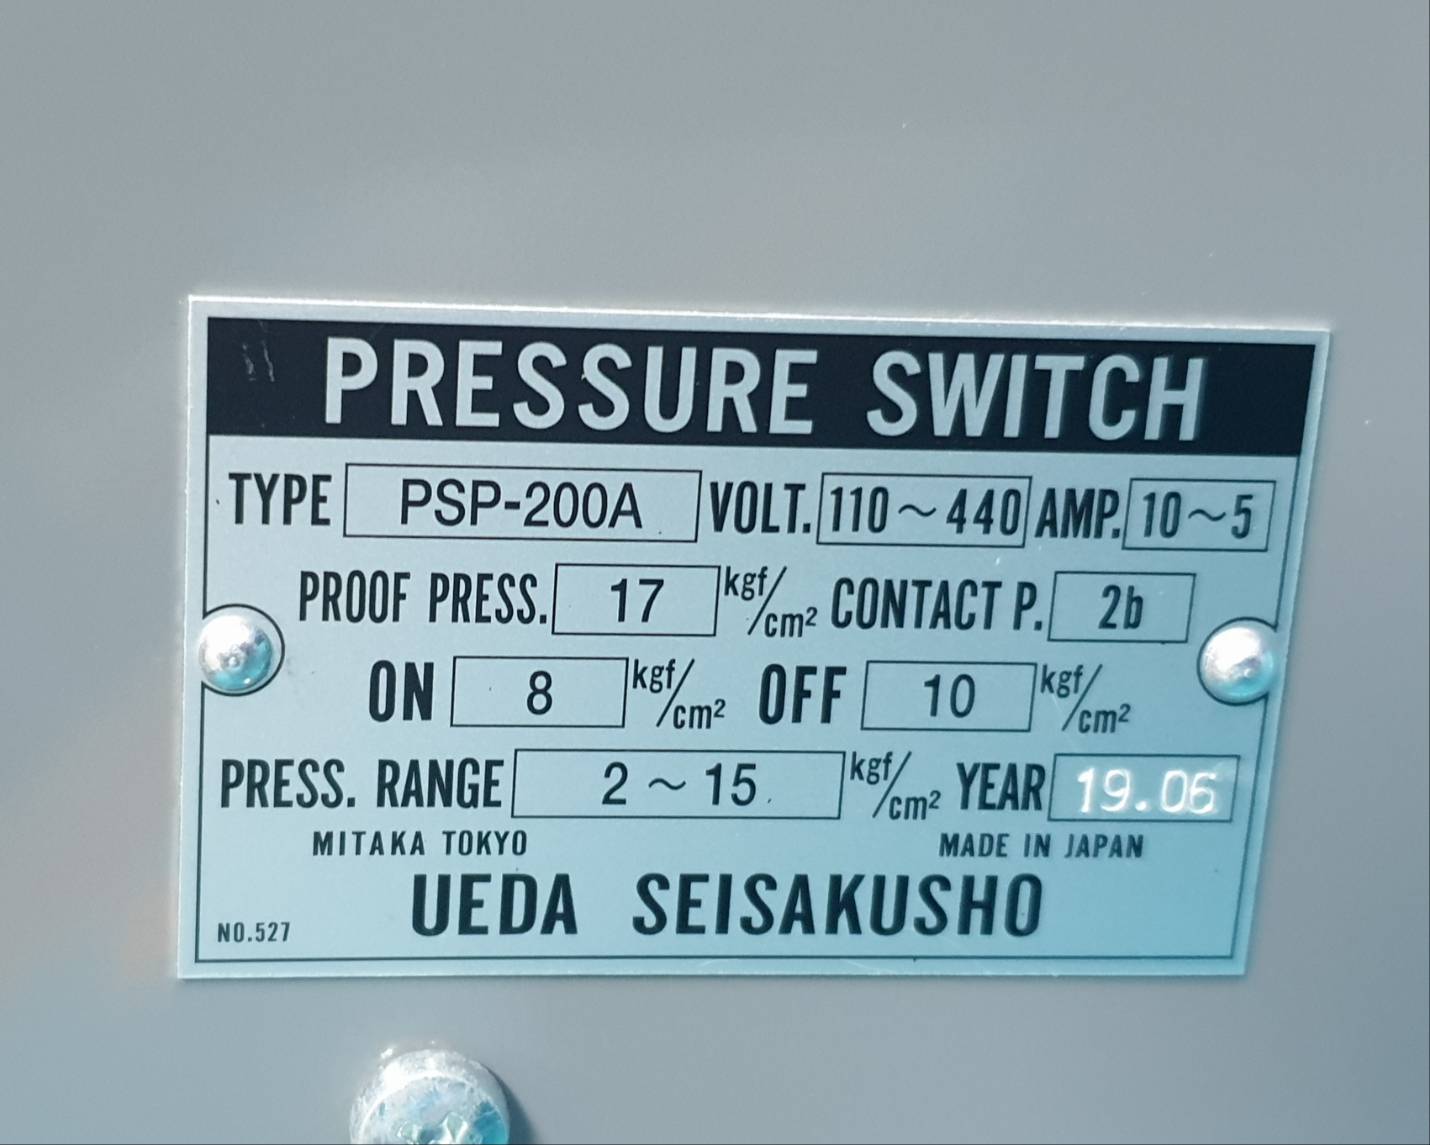 PRESSURE SWITCH
TYPE PSP-200A VOLT. 110~440 AMP. 10~5
PROOF PRESS. 17 kgf/cm² CONTACT P. 2b
ON 8 kgf/cm² OFF 10 kgf/cm²
PRESS. RANGE 2~15 kgf/cm² YEAR 19.06
MITAKA TOKYO MADE IN JAPAN
UEDA SEISAKUSHO
NO.527